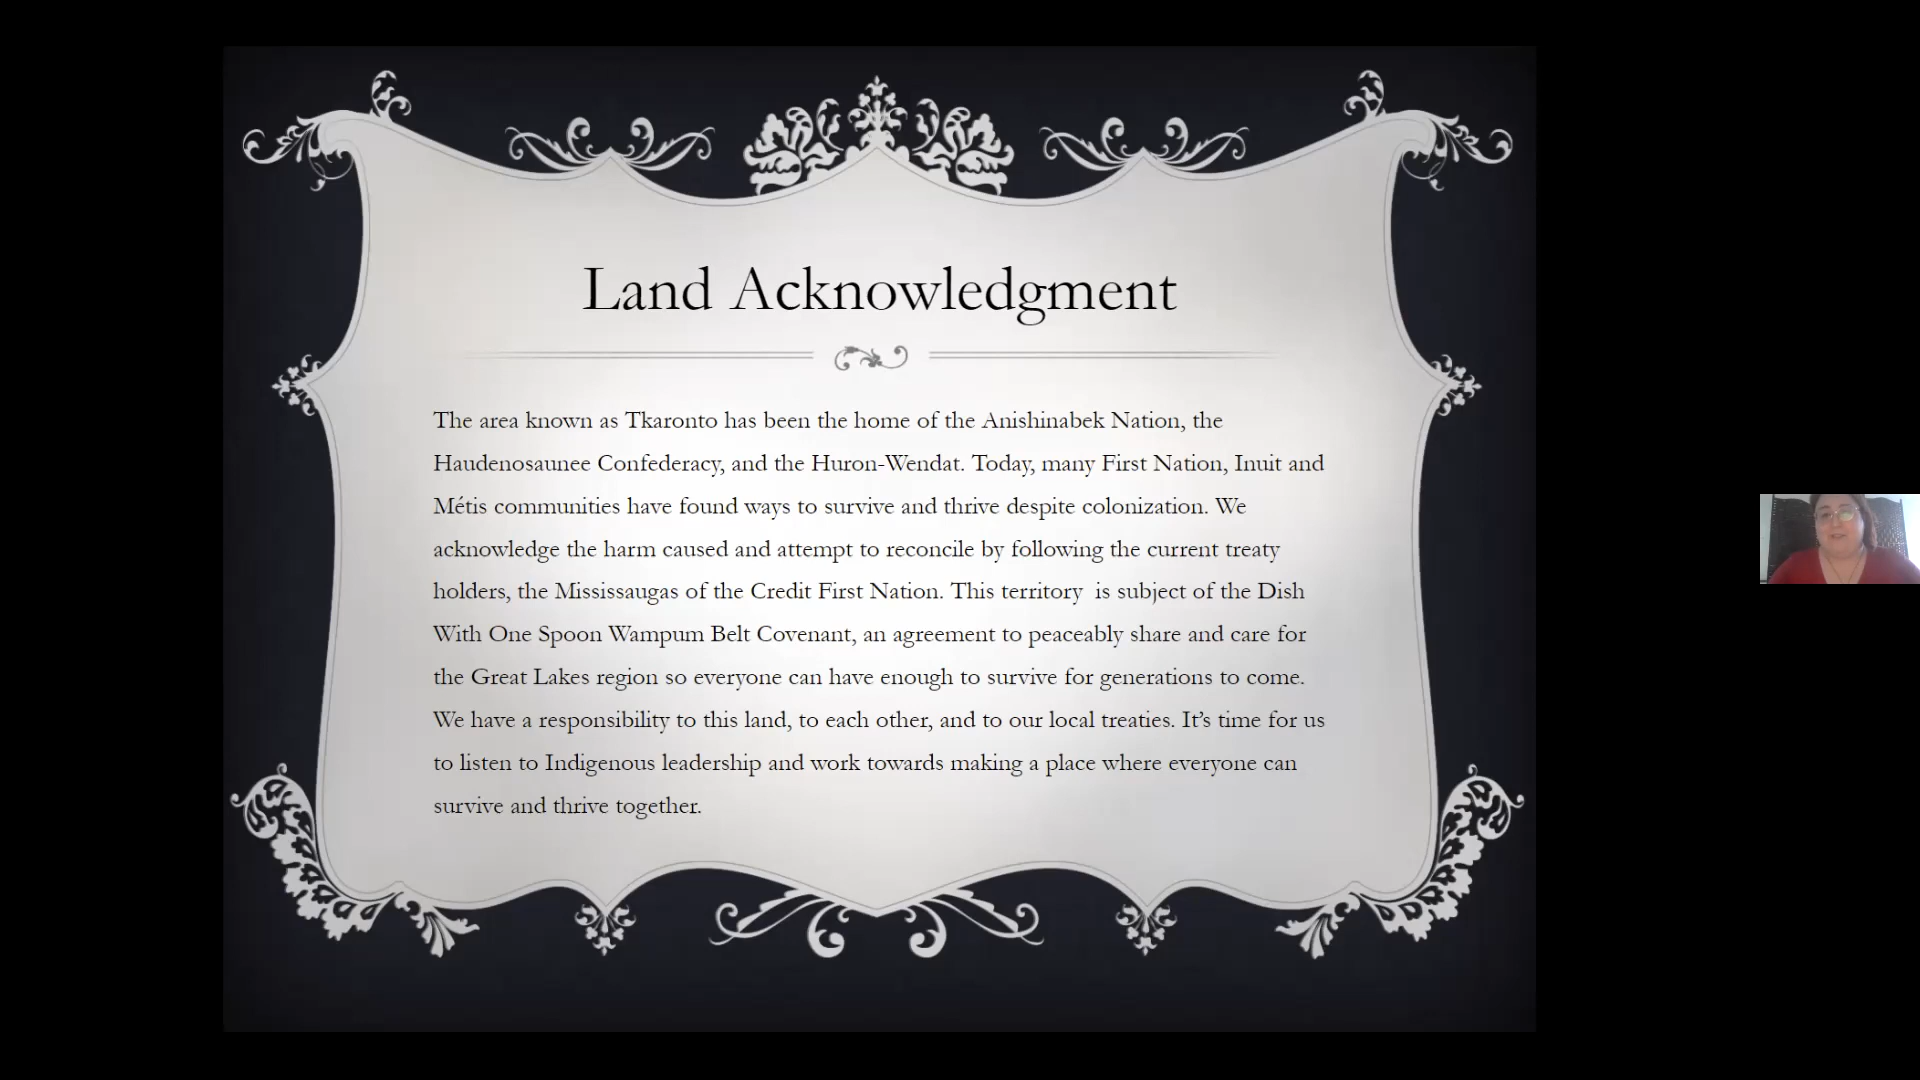 Land Acknowledgment
The area known as Tkaronto has been the home of the Anishinabek Nation, the
Haudenosaunee Confederacy, and the Huron-Wendat. Today, many First Nation, Inuit and
Métis communities have found ways to survive and thrive despite colonization. We
acknowledge the harm caused and attempt to reconcile by following the current treaty
holders, the Mississaugas of the Credit First Nation. This territory  is subject of the Dish
With One Spoon Wampum Belt Covenant, an agreement to peaceably share and care for
the Great Lakes region so everyone can have enough to survive for generations to come.
We have a responsibility to this land, to each other, and to our local treaties. It’s time for us
to listen to Indigenous leadership and work towards making a place where everyone can
survive and thrive together.